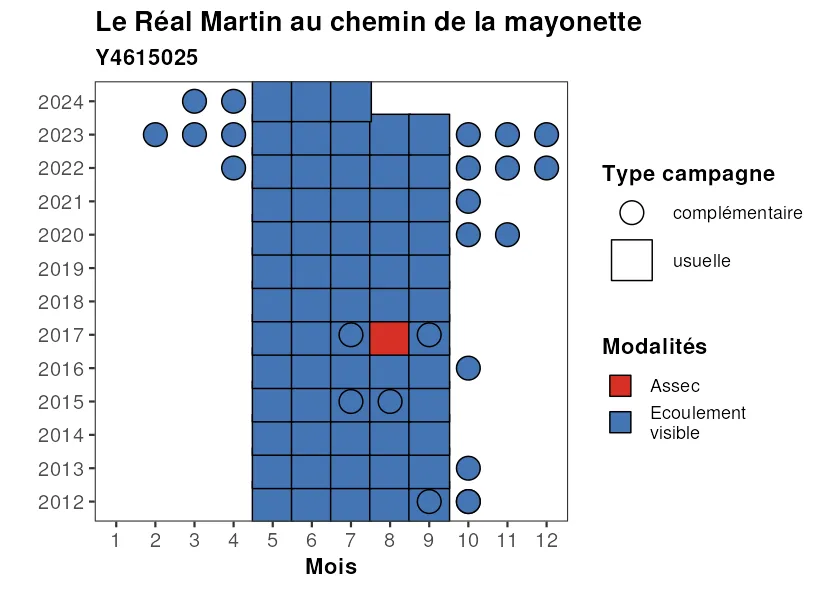 Le Réal Martin au chemin de la mayonette
Y4615025
2024
2023
2022
2021
2020
2019
2018
2017
2016
2015
2014
2013
2012
1 2 3 4 5 6 7 8 9 10 11 12
Mois
Type campagne
complémentaire
usuelle
Modalités
Assec
Ecoulement
visible